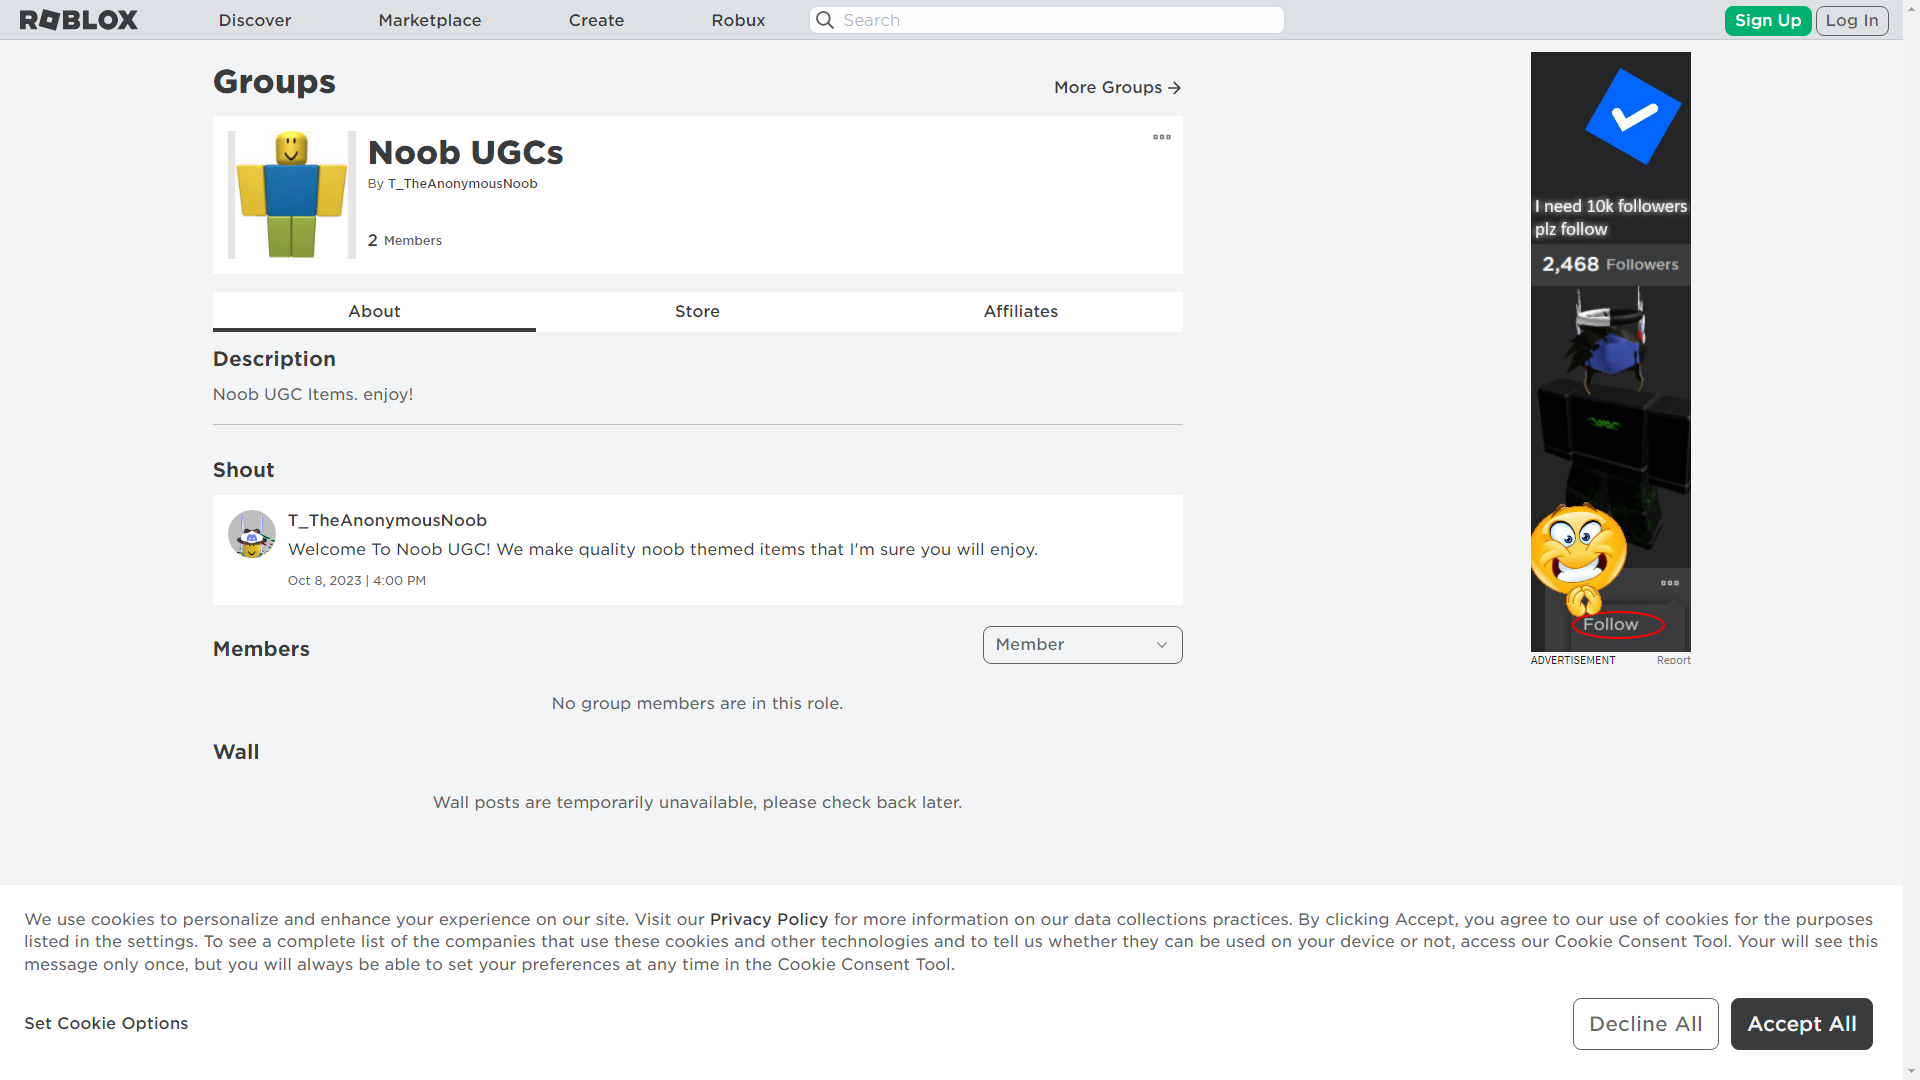 ROBLOX
Discover
Marketplace
Create
Robux
Search
Sign Up
Log In
Groups
More Groups
Noob UGCs
By T_TheAnonymousNoob
2 Members
About
Store
Affiliates
Description
Noob UGC Items. enjoy!
Shout
T_TheAnonymousNoob
Welcome To Noob UGC! We make quality noob themed items that I'm sure you will enjoy.
Oct 8, 2023 | 4:00 PM
Members
Member
No group members are in this role.
Wall
Wall posts are temporarily unavailable, please check back later.
I need 10k followers
plz follow
2,468 Followers
Follow
ADVERTISEMENT
Report
We use cookies to personalize and enhance your experience on our site. Visit our Privacy Policy for more information on our data collections practices. By clicking Accept, you agree to our use of cookies for the purposes
listed in the settings. To see a complete list of the companies that use these cookies and other technologies and to tell us whether they can be used on your device or not, access our Cookie Consent Tool. Your will see this
message only once, but you will always be able to set your preferences at any time in the Cookie Consent Tool.
Set Cookie Options
Decline All
Accept All